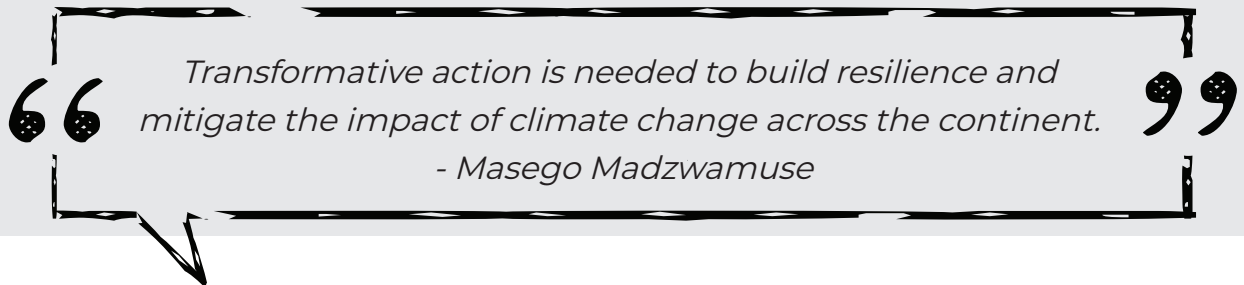 “Transformative action is needed to build resilience and
mitigate the impact of climate change across the continent.”
- Masego Madzwamuse